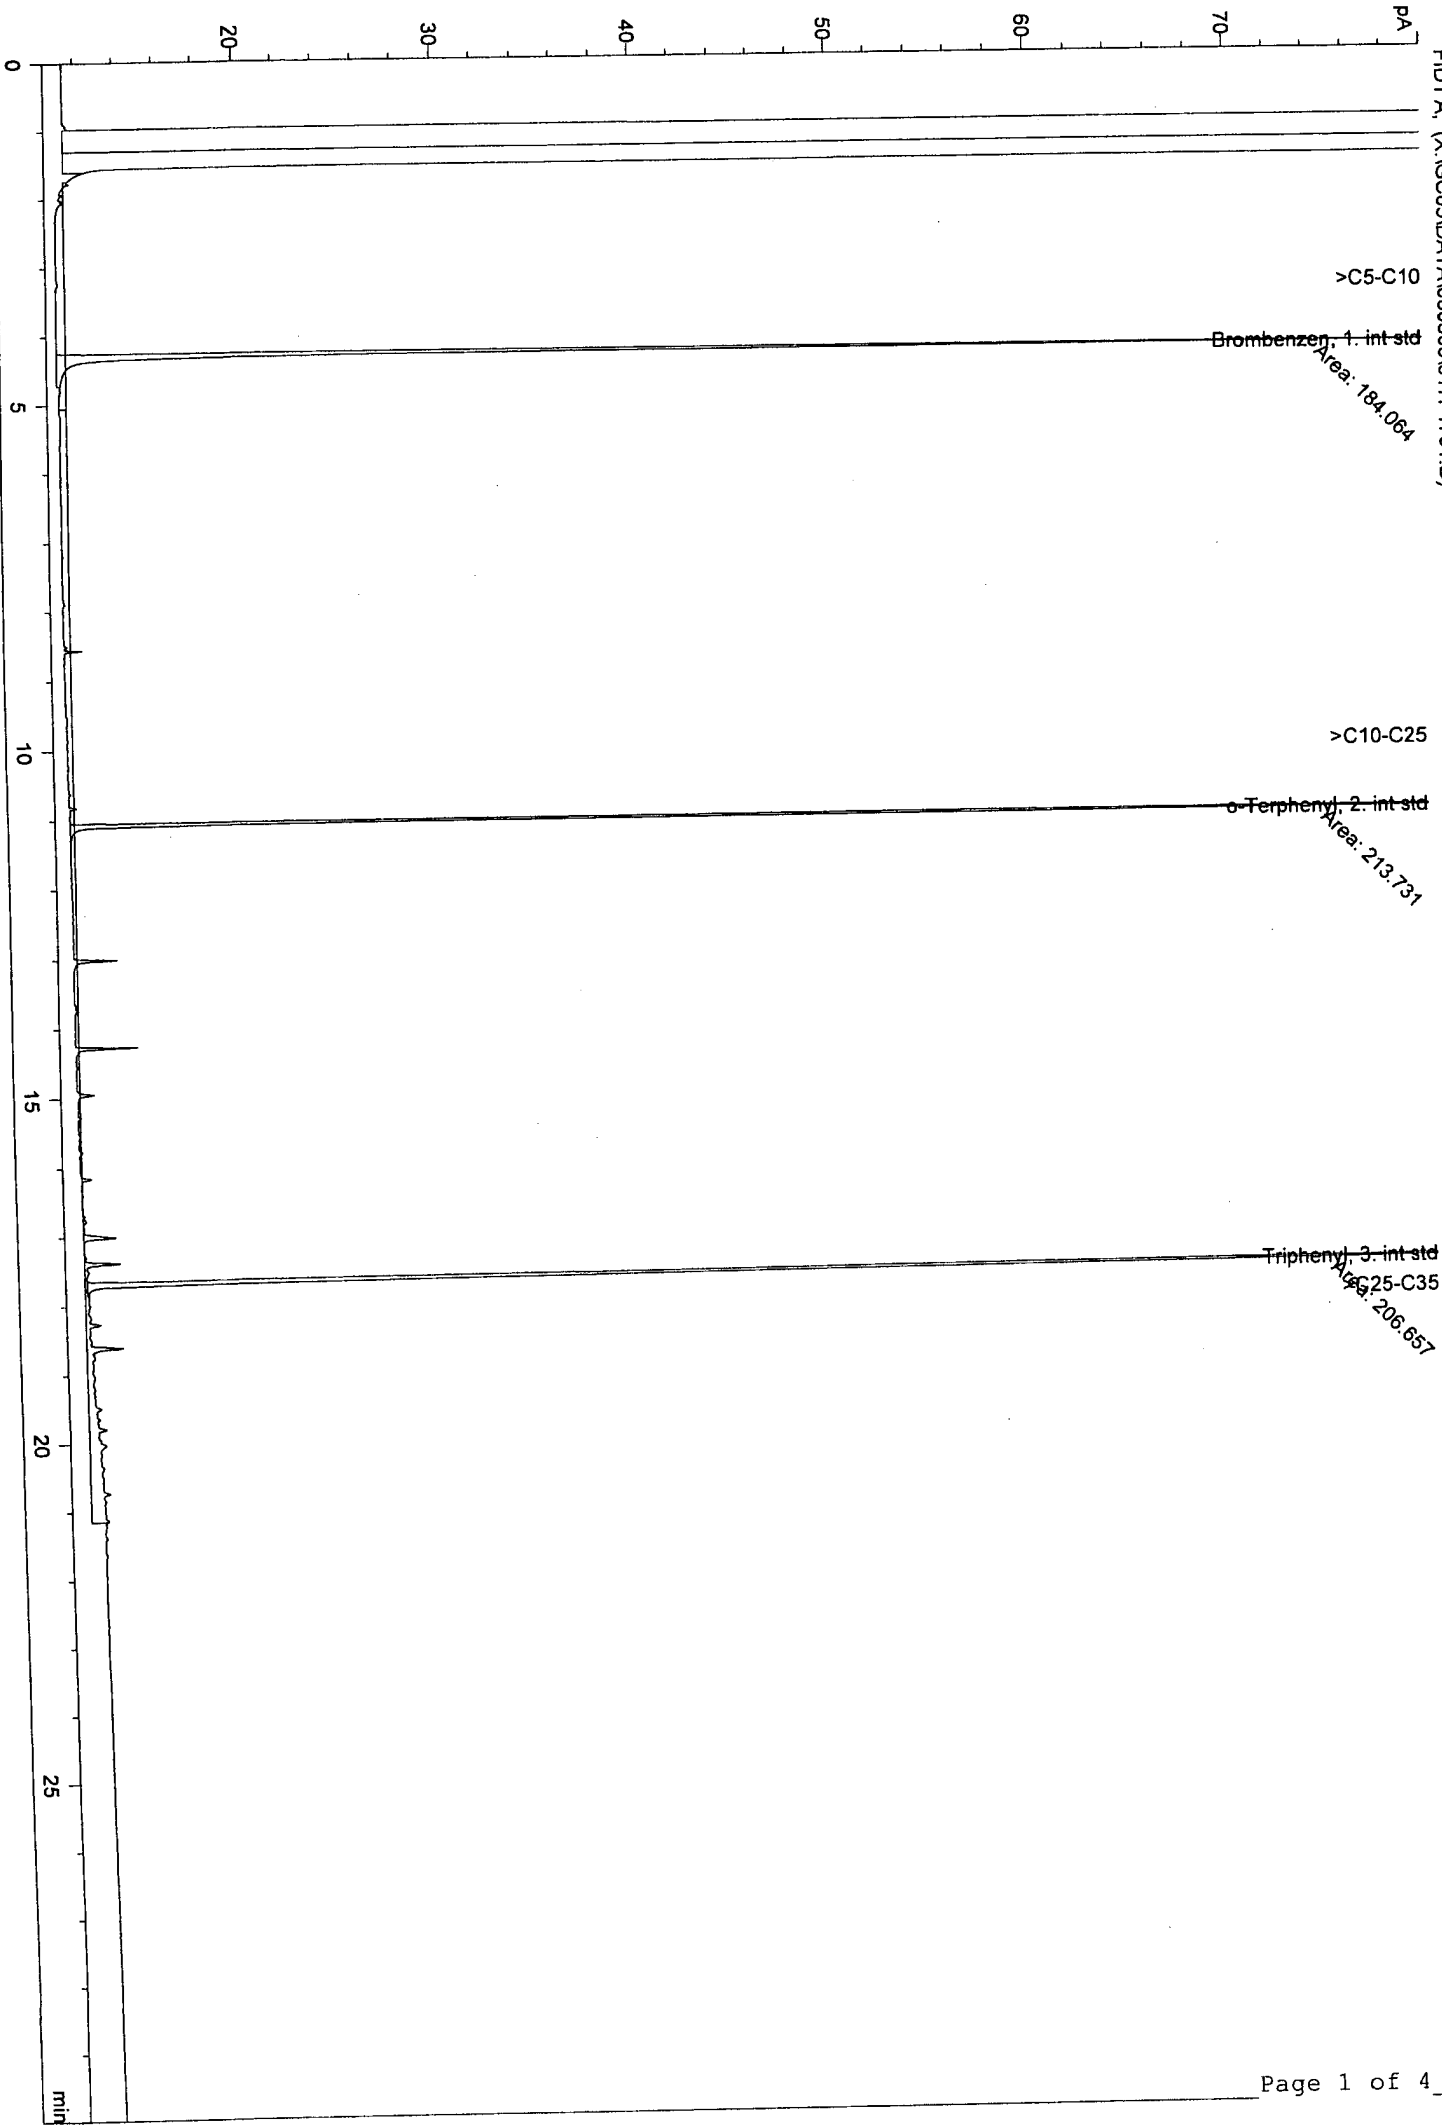 pA
70
60
50
40
30
20
0
5
10
15
20
25
min
>C5-C10
Brombenzen, 1. int std
Area: 184.064
>C10-C25
o-Terphenyl, 2. int std
Area: 213.731
Triphenyl, 3. int std
Area: 206.657
>C25-C35
Page 1 of 4